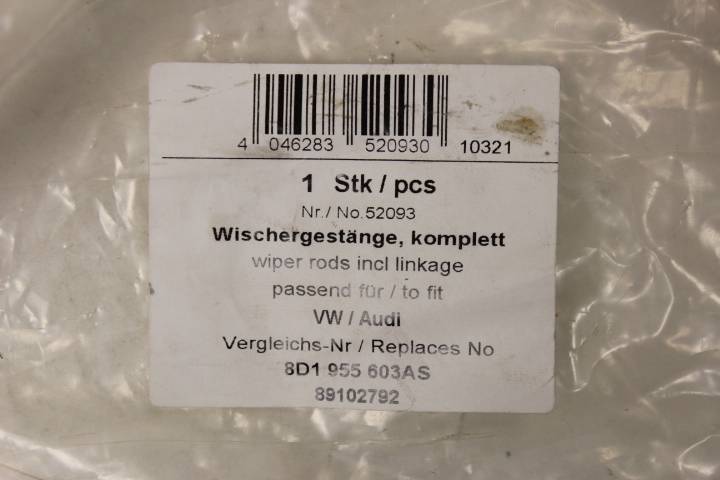 4 046283 520930 10321
1 Stk / pcs
Nr./ No.52093
Wischergestänge, komplett
wiper rods incl linkage
passend für / to fit
VW / Audi
Vergleichs-Nr / Replaces No
8D1 955 603AS
89102792